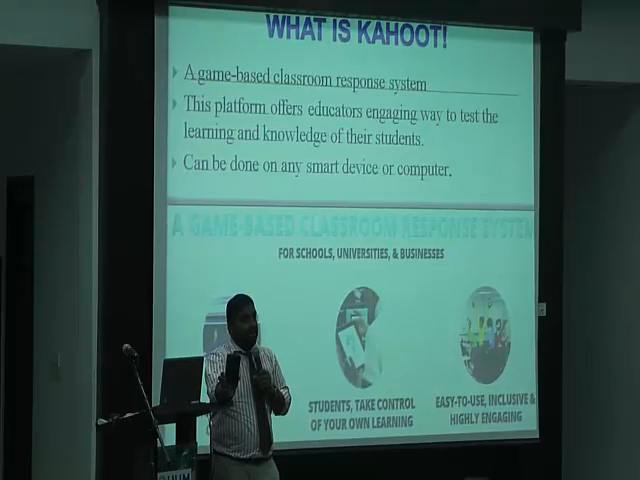 WHAT IS KAHOOT!
A game-based classroom response system
This platform offers educators engaging way to test the
learning and knowledge of their students.
Can be done on any smart device or computer.
A GAME-BASED CLASSROOM RESPONSE SYSTEM
FOR SCHOOLS, UNIVERSITIES, & BUSINESSES
STUDENTS, TAKE CONTROL
OF YOUR OWN LEARNING
EASY-TO-USE, INCLUSIVE &
HIGHLY ENGAGING